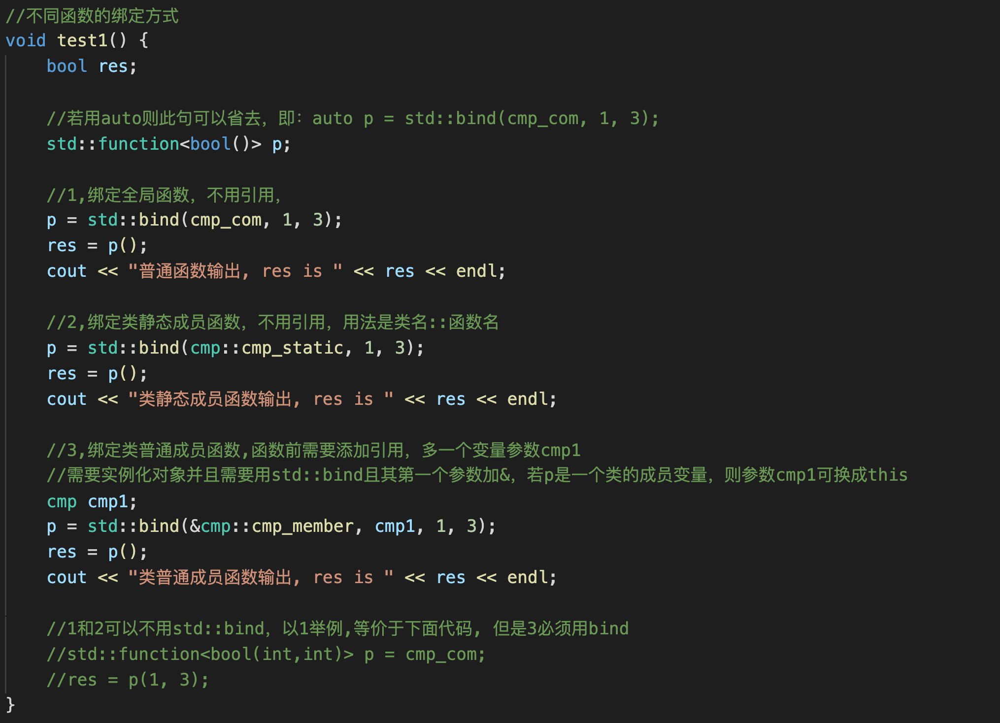 //不同函数的绑定方式
void test1() {
    bool res;
    //若用auto则此句可以省去，即：auto p = std::bind(cmp_com, 1, 3);
    std::function<bool()> p;
    //1,绑定全局函数，不用引用，
    p = std::bind(cmp_com, 1, 3);
    res = p();
    cout << "普通函数输出, res is " << res << endl;
    //2,绑定类静态成员函数，不用引用，用法是类名::函数名
    p = std::bind(cmp::cmp_static, 1, 3);
    res = p();
    cout << "类静态成员函数输出, res is " << res << endl;
    //3,绑定类普通成员函数,函数前需要添加引用，多一个变量参数cmp1
    //需要实例化对象并且需要用std::bind且其第一个参数加&，若p是一个类的成员变量，则参数cmp1可换成this
    cmp cmp1;
    p = std::bind(&cmp::cmp_member, cmp1, 1, 3);
    res = p();
    cout << "类普通成员函数输出, res is " << res << endl;
    //1和2可以不用std::bind，以1举例,等价于下面代码, 但是3必须用bind
    //std::function<bool(int,int)> p = cmp_com;
    //res = p(1, 3);
}